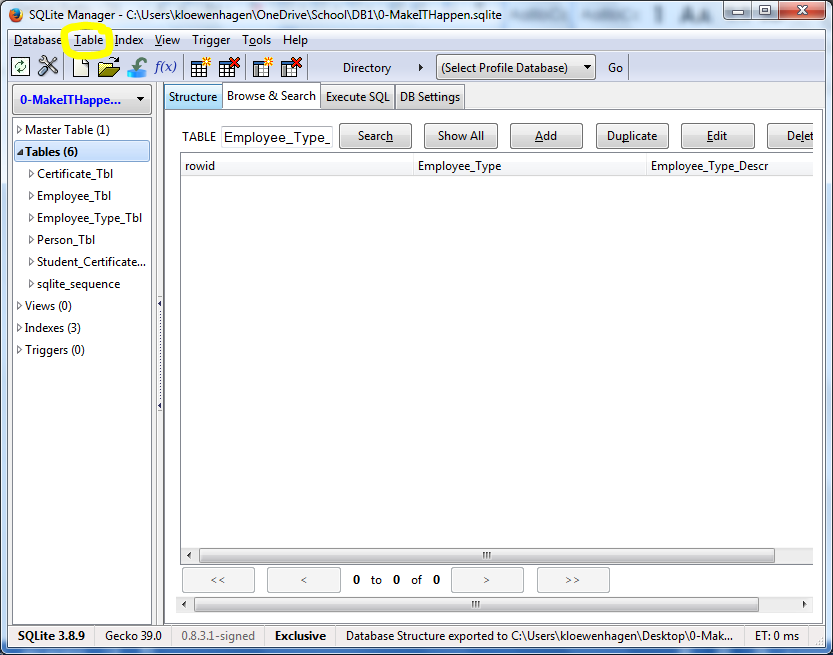 SQLite Manager - C:\Users\kloewenhagen\OneDrive\School\DB1\0-MakeITHappen.sqlite
Database Table Index View Trigger Tools Help
f(x) Directory (Select Profile Database) Go
0-MakeITHappe...
Structure Browse & Search Execute SQL DB Settings
Master Table (1)
Tables (6)
Certificate_Tbl
Employee_Tbl
Employee_Type_Tbl
Person_Tbl
Student_Certificate...
sqlite_sequence
Views (0)
Indexes (3)
Triggers (0)
TABLE Employee_Type_ Search Show All Add Duplicate Edit Delet
rowid Employee_Type Employee_Type_Descr
<< < 0 to 0 of 0 > >>
SQLite 3.8.9 Gecko 39.0 0.8.3.1-signed Exclusive Database Structure exported to C:\Users\kloewenhagen\Desktop\0-Mak... ET: 0 ms